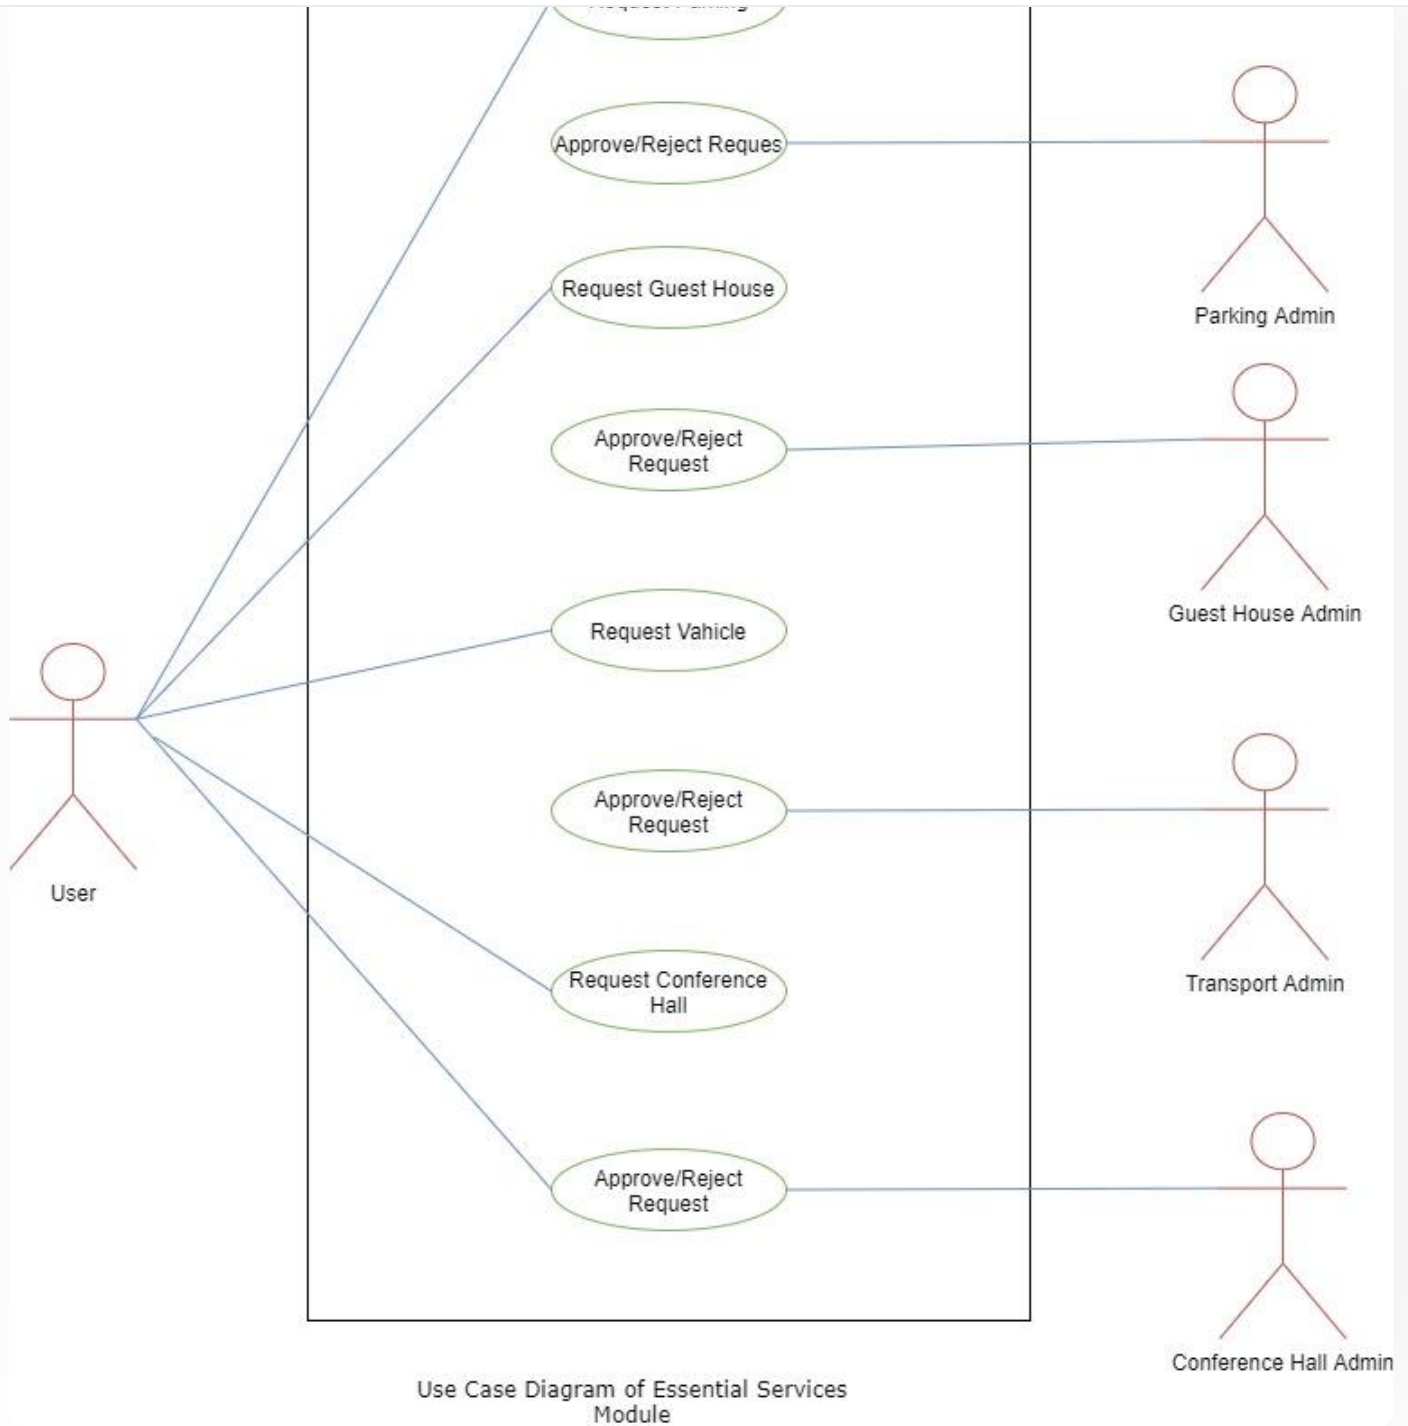 Approve/Reject Reques
Request Guest House
Parking Admin
Approve/Reject
Request
Guest House Admin
Request Vahicle
Approve/Reject
Request
User
Transport Admin
Request Conference
Hall
Approve/Reject
Request
Conference Hall Admin
Use Case Diagram of Essential Services
Module